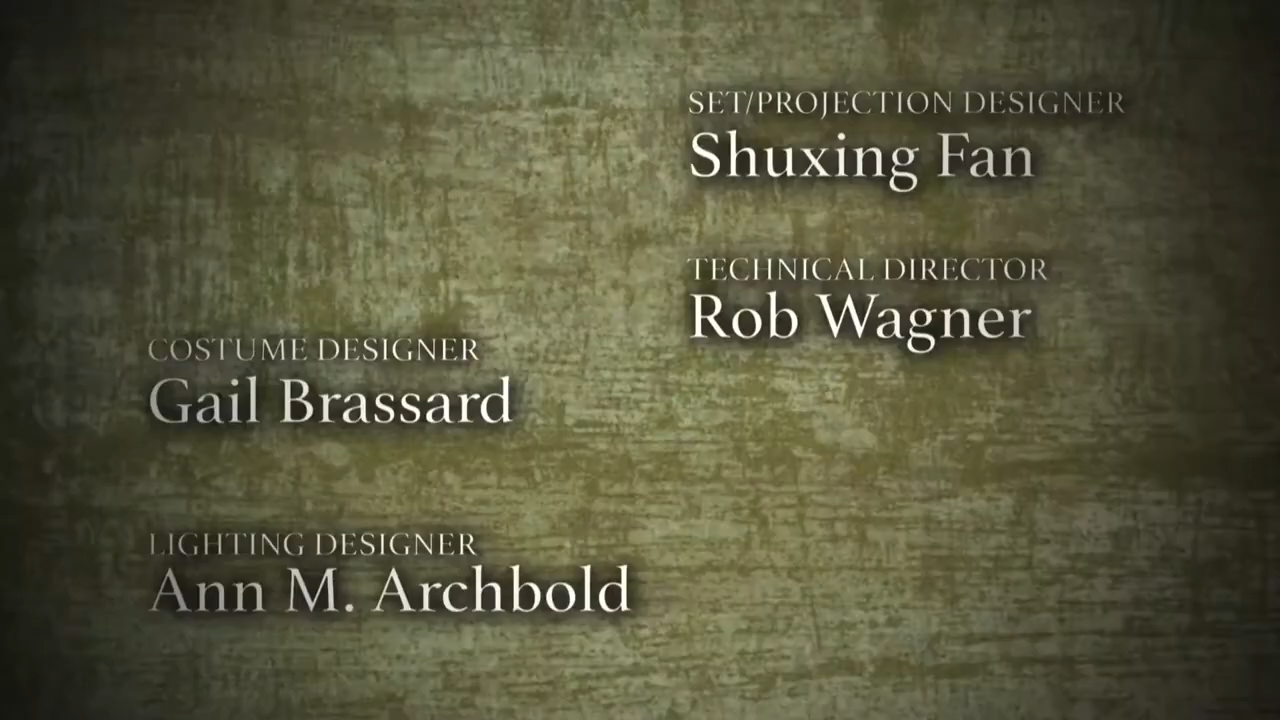 SET/PROJECTION DESIGNER
Shuxing Fan
TECHNICAL DIRECTOR
Rob Wagner
COSTUME DESIGNER
Gail Brassard
LIGHTING DESIGNER
Ann M. Archbold